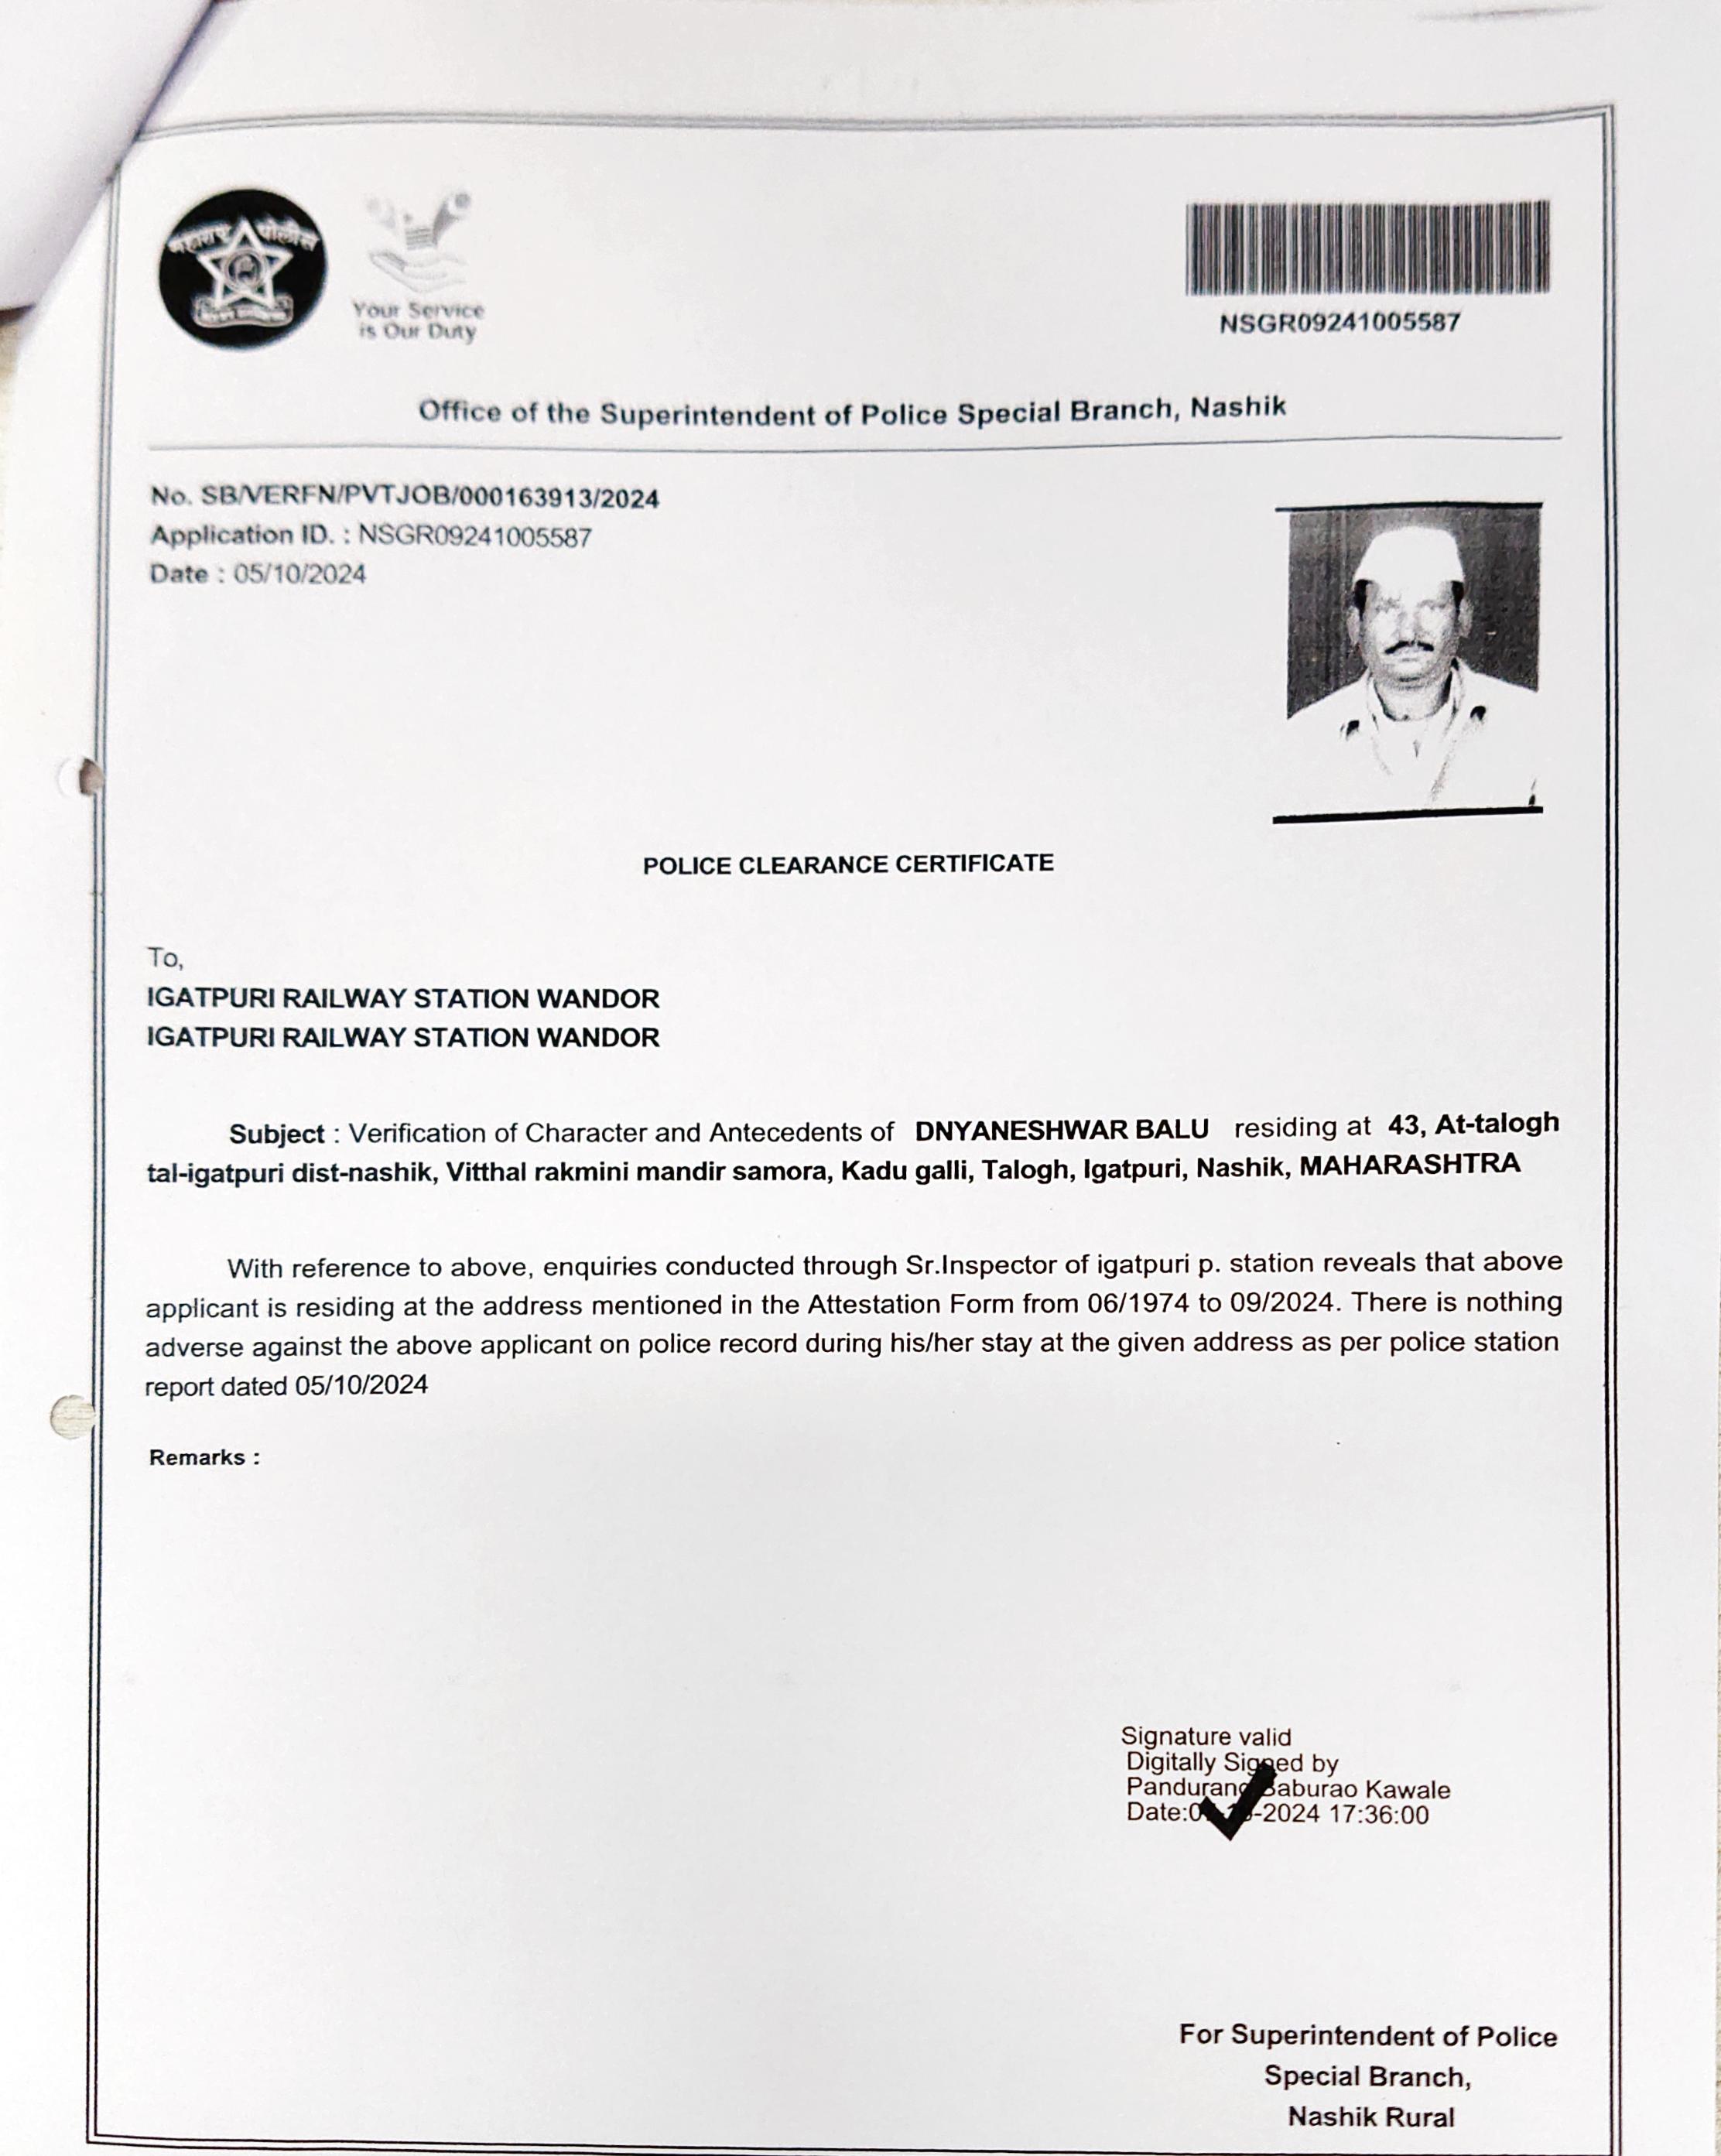 महाराष्ट्र पोलीस
Your Service
is Our Duty
NSGR09241005587
Office of the Superintendent of Police Special Branch, Nashik
No. SB/VERFN/PVTJOB/000163913/2024
Application ID. : NSGR09241005587
Date : 05/10/2024
POLICE CLEARANCE CERTIFICATE
To,
IGATPURI RAILWAY STATION WANDOR
IGATPURI RAILWAY STATION WANDOR
Subject : Verification of Character and Antecedents of DNYANESHWAR BALU residing at 43, At-talogh
tal-igatpuri dist-nashik, Vitthal rakmini mandir samora, Kadu galli, Talogh, Igatpuri, Nashik, MAHARASHTRA
With reference to above, enquiries conducted through Sr.Inspector of igatpuri p. station reveals that above
applicant is residing at the address mentioned in the Attestation Form from 06/1974 to 09/2024. There is nothing
adverse against the above applicant on police record during his/her stay at the given address as per police station
report dated 05/10/2024
Remarks :
Signature valid
Digitally Signed by
Pandurang Baburao Kawale
-2024 17:36:00
For Superintendent of Police
Special Branch,
Nashik Rural